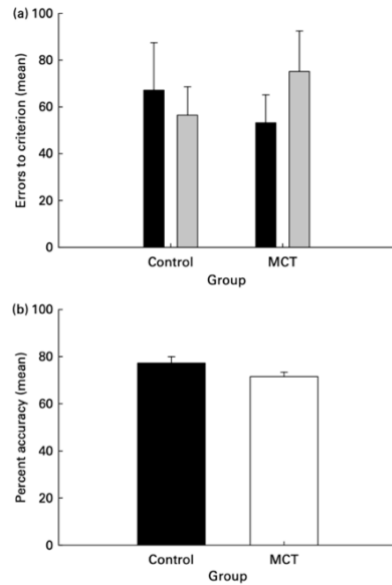 (a) 100
80
60
40
20
0
Errors to criterion (mean)
Control MCT
Group
(b) 100
80
60
40
20
0
Percent accuracy (mean)
Control MCT
Group